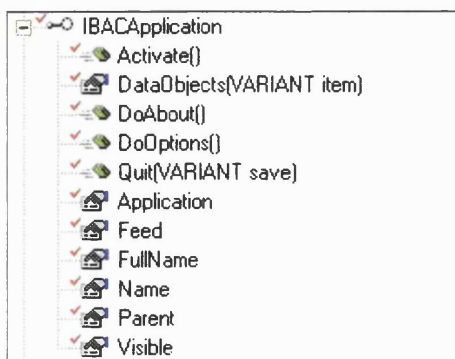 IBACApplication
Activate()
DataObjects(VARIANT item)
DoAbout()
DoOptions()
Quit(VARIANT save)
Application
Feed
FullName
Name
Parent
Visible